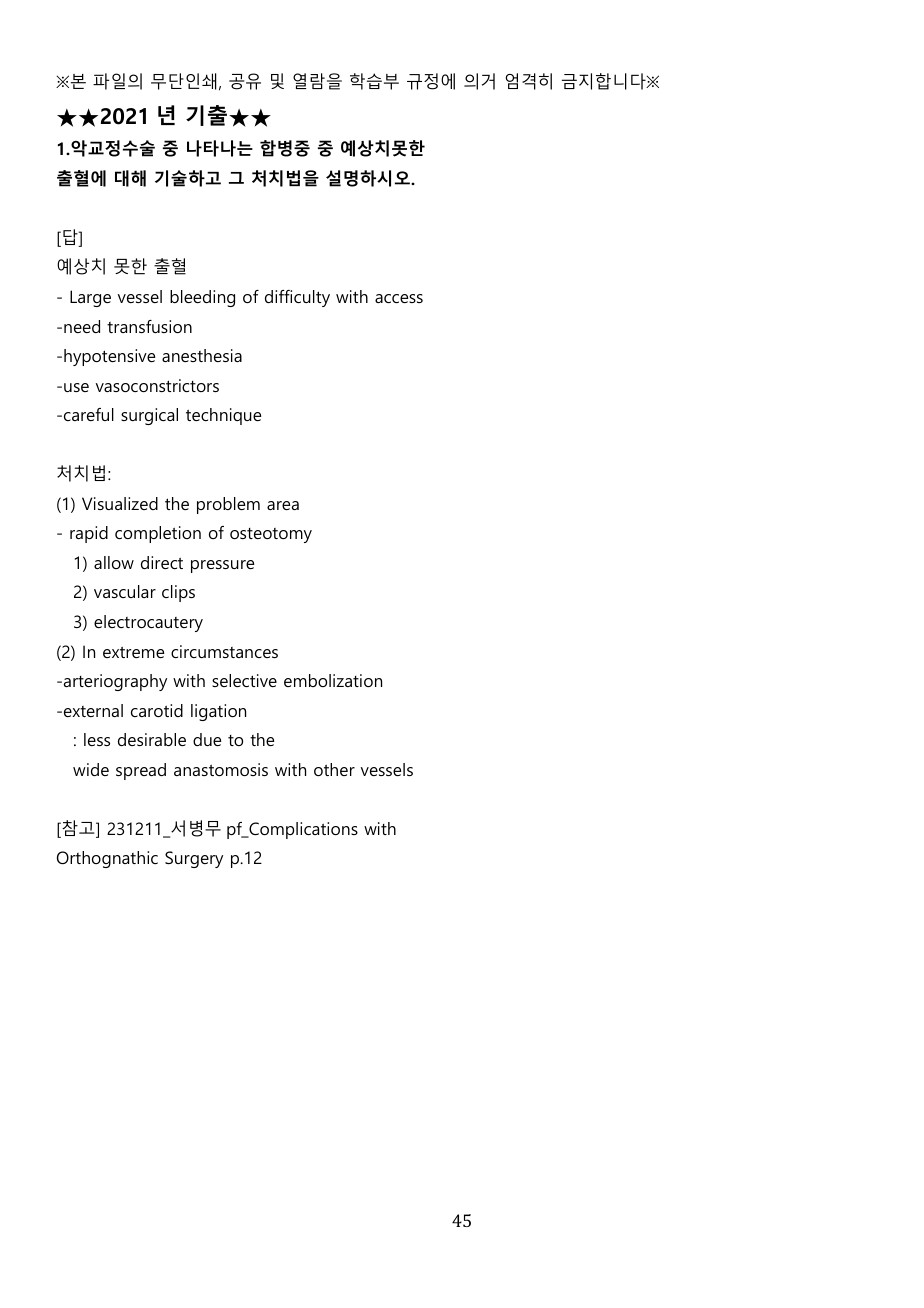 ※본 파일의 무단인쇄, 공유 및 열람을 학습부 규정에 의거 엄격히 금지합니다※
★★2021 년 기출★★
1.악교정수술 중 나타나는 합병중 중 예상치못한
출혈에 대해 기술하고 그 처치법을 설명하시오.
[답]
예상치 못한 출혈
- Large vessel bleeding of difficulty with access
-need transfusion
-hypotensive anesthesia
-use vasoconstrictors
-careful surgical technique
처치법:
(1) Visualized the problem area
- rapid completion of osteotomy
1) allow direct pressure
2) vascular clips
3) electrocautery
(2) In extreme circumstances
-arteriography with selective embolization
-external carotid ligation
: less desirable due to the
wide spread anastomosis with other vessels
[참고] 231211_서병무 pf_Complications with
Orthognathic Surgery p.12
45